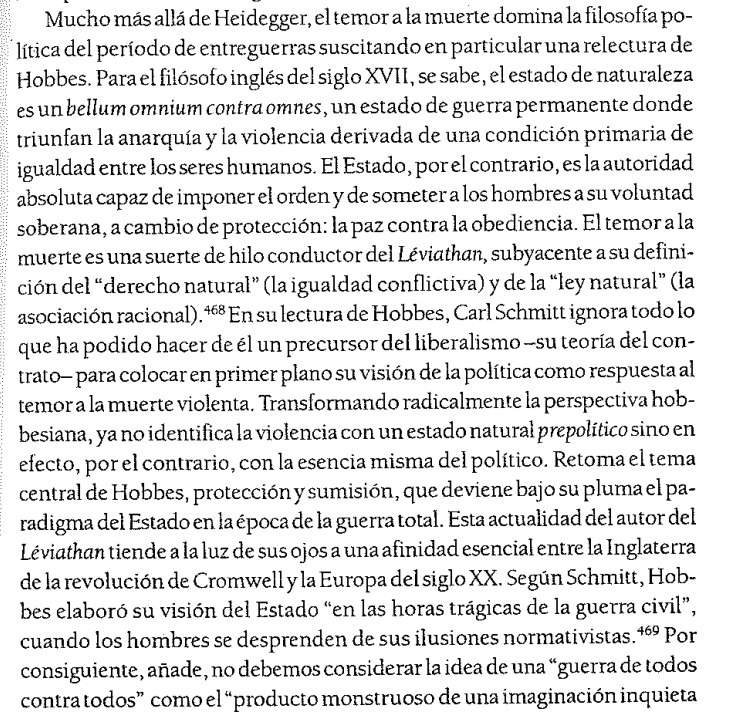 Mucho más allá de Heidegger, el temor a la muerte domina la filosofía po-
lítica del período de entreguerras suscitando en particular una relectura de
Hobbes. Para el filósofo inglés del siglo XVII, se sabe, el estado de naturaleza
es un bellum omnium contra omnes, un estado de guerra permanente donde
triunfan la anarquía y la violencia derivada de una condición primaria de
igualdad entre los seres humanos. El Estado, por el contrario, es la autoridad
absoluta capaz de imponer el orden y de someter a los hombres a su voluntad
soberana, a cambio de protección: la paz contra la obediencia. El temor a la
muerte es una suerte de hilo conductor del Léviathan, subyacente a su defini-
ción del “derecho natural” (la igualdad conflictiva) y de la “ley natural” (la
asociación racional).⁴⁶⁸ En su lectura de Hobbes, Carl Schmitt ignora todo lo
que ha podido hacer de él un precursor del liberalismo –su teoría del con-
trato– para colocar en primer plano su visión de la política como respuesta al
temor a la muerte violenta. Transformando radicalmente la perspectiva hob-
besiana, ya no identifica la violencia con un estado natural prepolítico sino en
efecto, por el contrario, con la esencia misma del político. Retoma el tema
central de Hobbes, protección y sumisión, que deviene bajo su pluma el pa-
radigma del Estado en la época de la guerra total. Esta actualidad del autor del
Léviathan tiende a la luz de sus ojos a una afinidad esencial entre la Inglaterra
de la revolución de Cromwell y la Europa del siglo XX. Según Schmitt, Hob-
bes elaboró su visión del Estado “en las horas trágicas de la guerra civil”,
cuando los hombres se desprenden de sus ilusiones normativistas.⁴⁶⁹ Por
consiguiente, añade, no debemos considerar la idea de una “guerra de todos
contra todos” como el “producto monstruoso de una imaginación inquieta